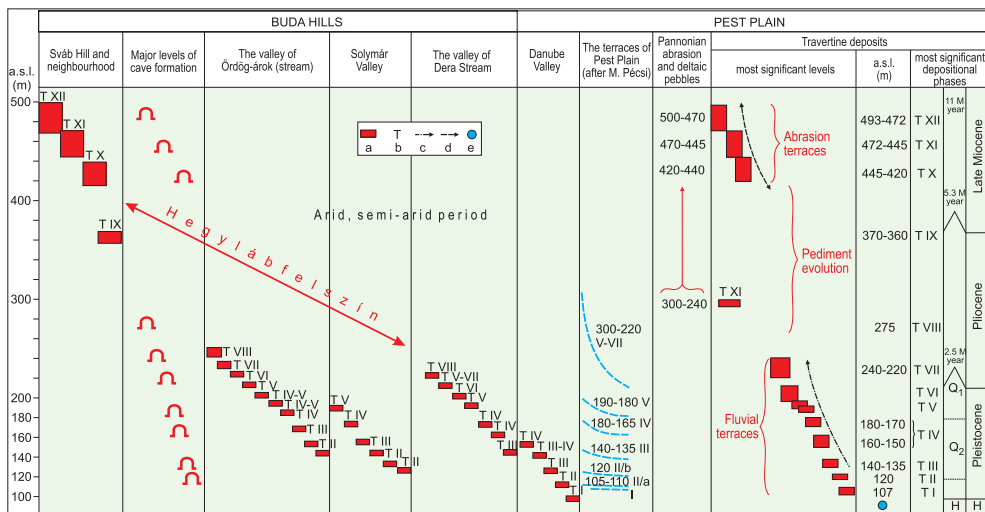 BUDA HILLS
PEST PLAIN
a.s.l.
(m)
Sváb Hill and
neighbourhood
Major levels of
cave formation
The valley of
Ördög-árok (stream)
Solymár
Valley
The valley of
Dera Stream
Danube
Valley
The terraces of
Pest Plain
(after M. Pécsi)
Pannonian
abrasion
and deltaic
pebbles
Travertine deposits
most significant levels
a.s.l.
(m)
most significant
depositional
phases
500
400
300
200
180
160
140
120
100
T XII
T XI
T X
T IX
a
b
c
d
e
T
Arid, semi-arid period
Hegylábfelszín
T VIII
T VII
T VI
T IV-V
T IV-V
T IV
T III
T II
T V
T IV
T III
T II
T II
T VIII
T V-VII
T VI
T V
T IV
T IV
T III
T IV
T III-IV
T III
T II
T I
300-220
V-VII
190-180 V
180-165 IV
140-135 III
120 II/b
105-110 II/a
I
500-470
470-445
420-440
300-240
T XI
Abrasion
terraces
Pediment
evolution
Fluvial
terraces
493-472
472-445
445-420
370-360
275
240-220
180-170
160-150
140-135
120
107
T XII
T XI
T X
T IX
T VIII
T VII
T VI
T V
T IV
T III
T II
T I
11 M
year
5.3 M
year
2.5 M
year
Q1
Q2
H
Late Miocene
Pliocene
Pleistocene
H